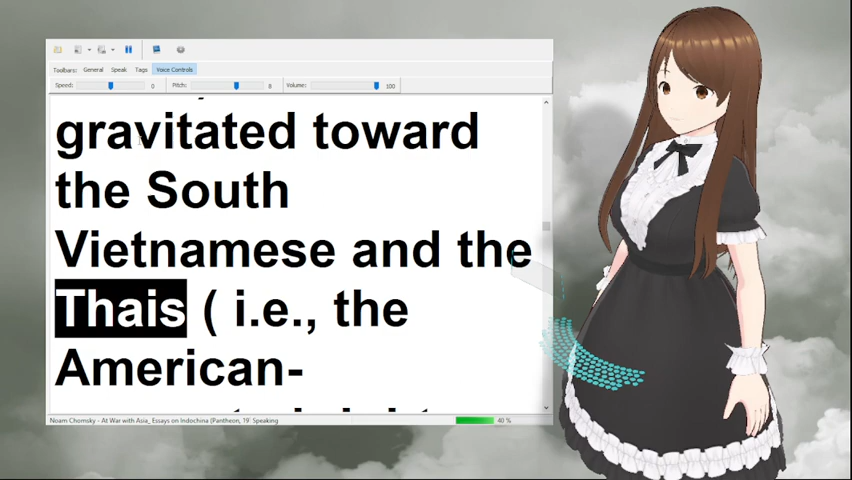 Toolbars: General Speak Tags Voice Controls
Speed: 0 Pitch: 8 Volume: 100
gravitated toward
the South
Vietnamese and the
Thais ( i.e., the
American-
Noam Chomsky - At War with Asia_ Essays on Indochina (Pantheon, 19 Speaking 40 %